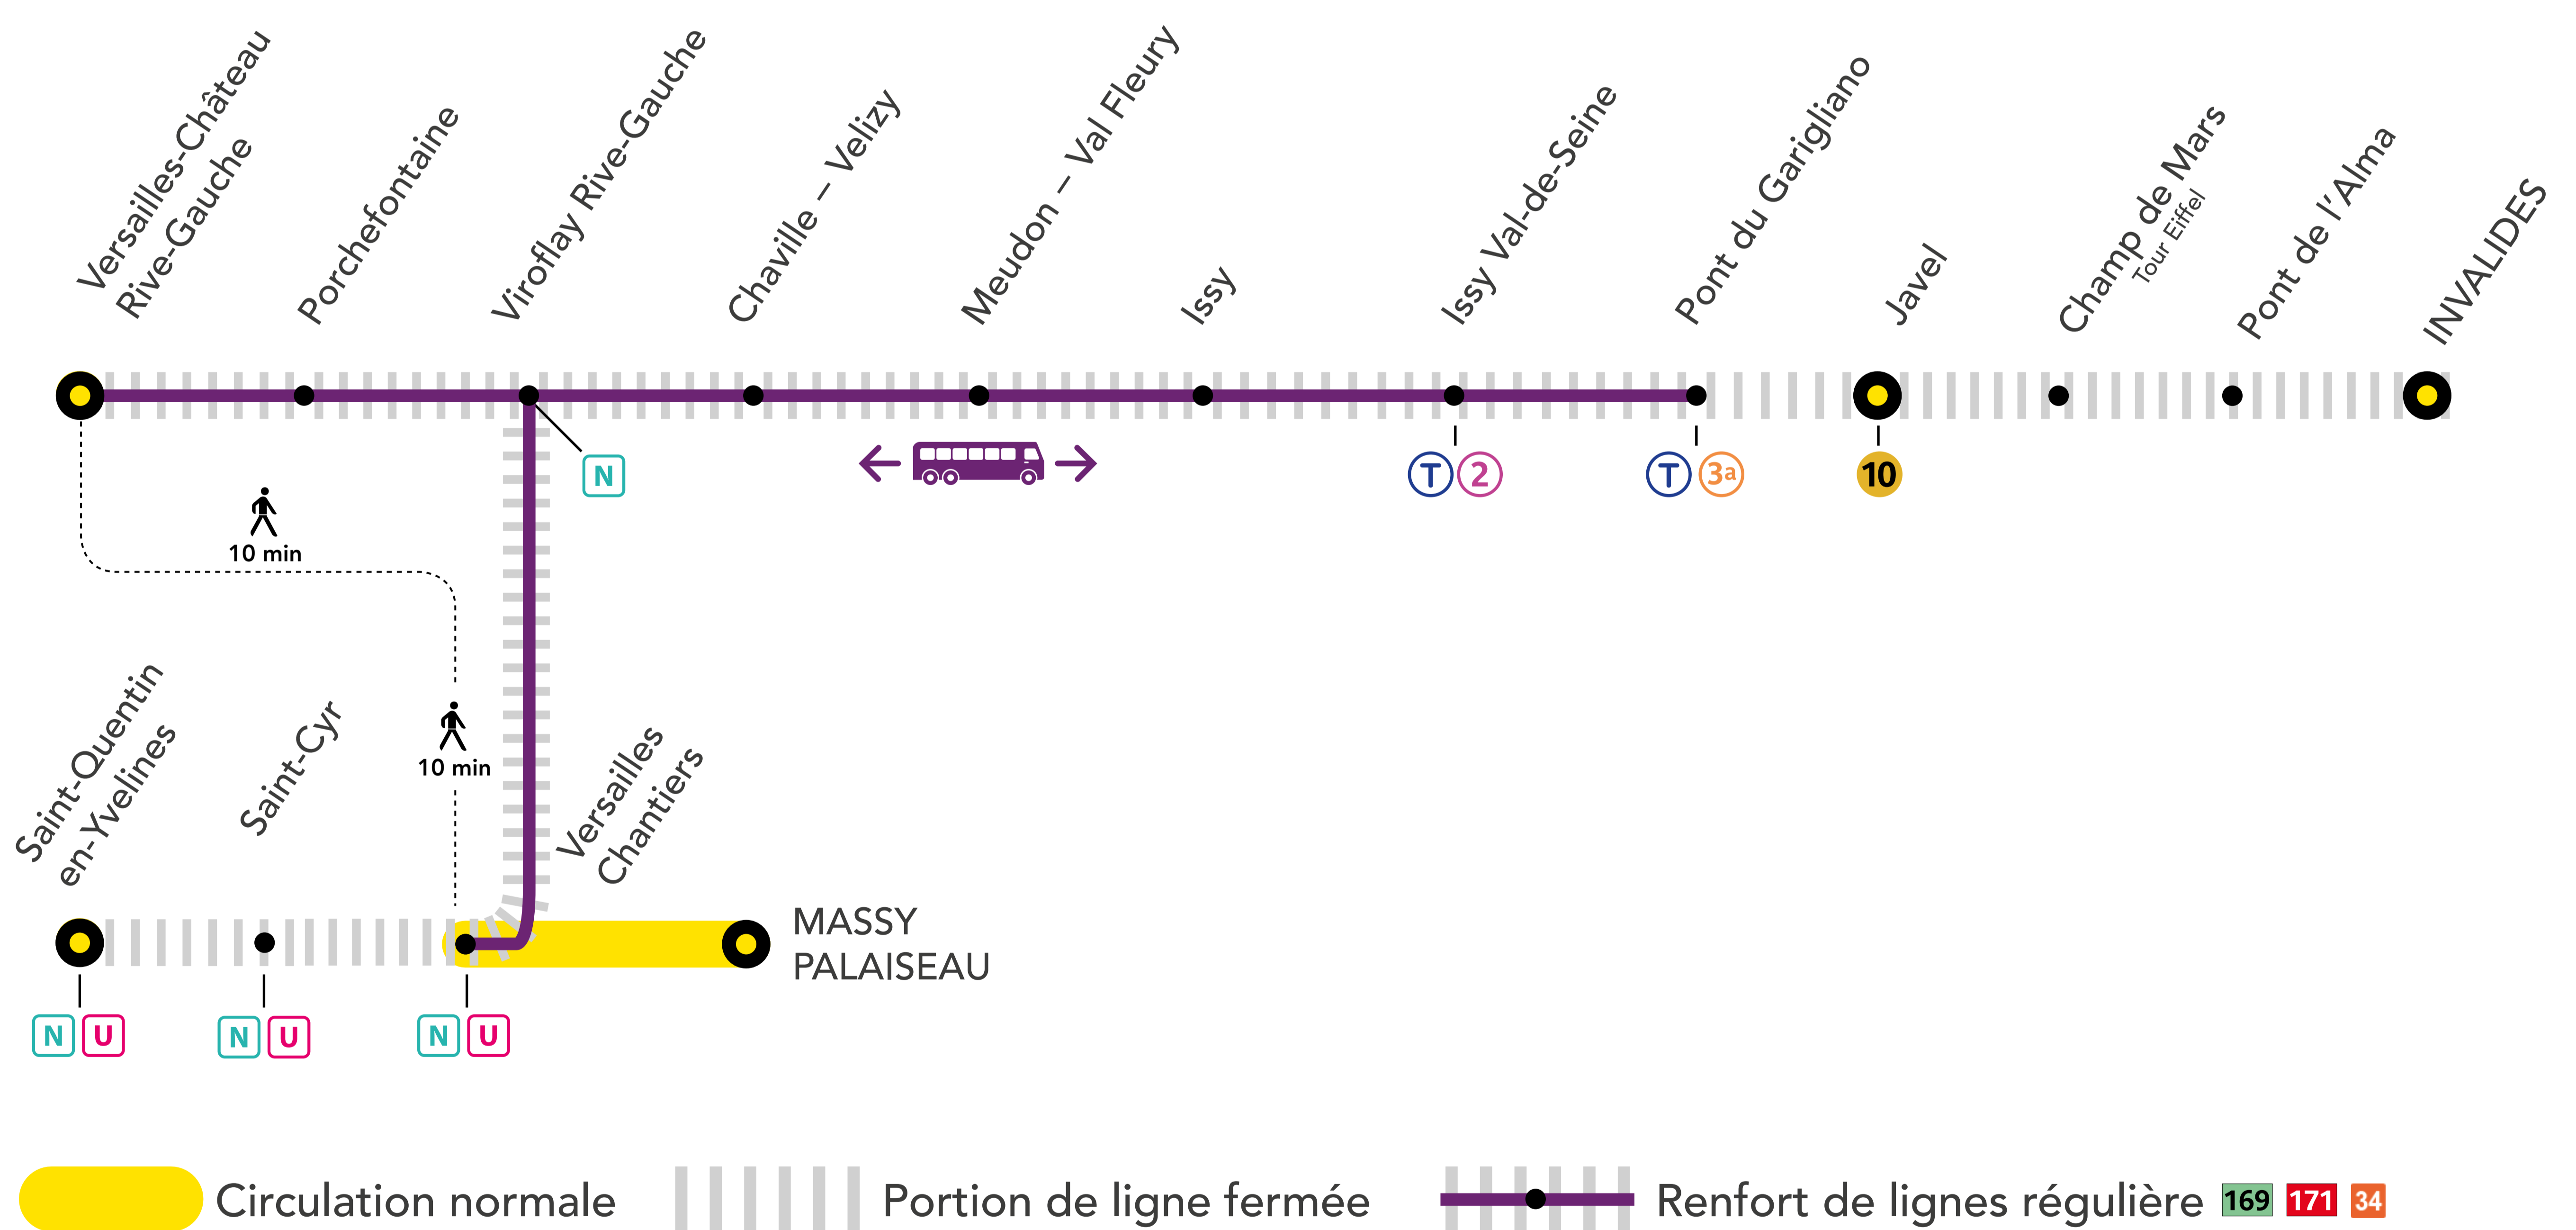 Versailles-Château
Rive-Gauche
Porchefontaine
Viroflay Rive-Gauche
Chaville – Velizy
Meudon – Val Fleury
Issy
Issy Val-de-Seine
Pont du Garigliano
Javel
Champ de Mars
Tour Eiffel
Pont de l'Alma
INVALIDES
N
T 2
T 3a
10
10 min
10 min
Saint-Quentin
en-Yvelines
Saint-Cyr
Versailles
Chantiers
MASSY
PALAISEAU
N U
N U
N U
Circulation normale
Portion de ligne fermée
Renfort de lignes régulière 169 171 34